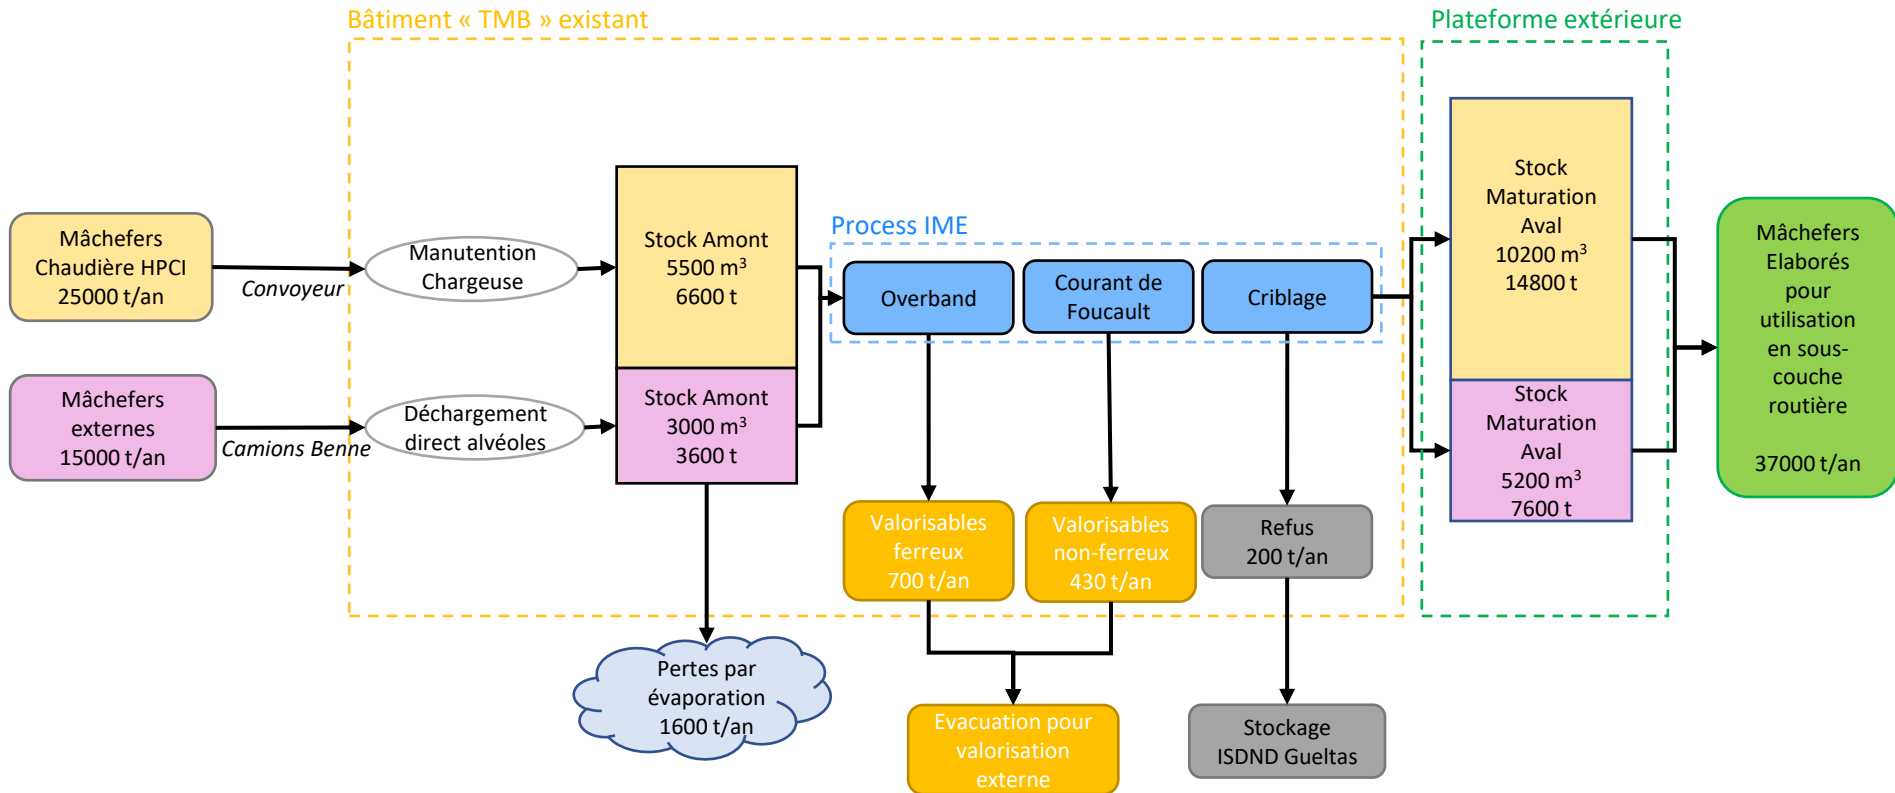 Bâtiment « TMB » existant
Plateforme extérieure
Mâchefers
Chaudière HPCI
25000 t/an
Convoyeur
Manutention
Chargeuse
Stock Amont
5500 m³
6600 t
Process IME
Overband
Courant de
Foucault
Criblage
Stock
Maturation
Aval
10200 m³
14800 t
Mâchefers
Elaborés
pour
utilisation
en sous-
couche
routière
37000 t/an
Mâchefers
externes
15000 t/an
Camions Benne
Déchargement
direct alvéoles
Stock Amont
3000 m³
3600 t
Stock
Maturation
Aval
5200 m³
7600 t
Valorisables
ferreux
700 t/an
Valorisables
non-ferreux
430 t/an
Refus
200 t/an
Pertes par
évaporation
1600 t/an
Evacuation pour
valorisation
externe
Stockage
ISDND Gueltas